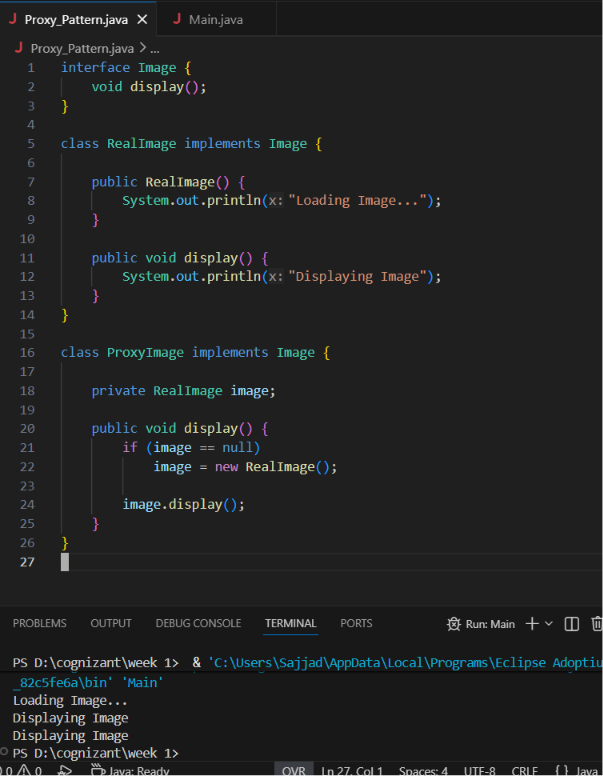 J Proxy_Pattern.java × J Main.java
J Proxy_Pattern.java > ...
1 interface Image {
2     void display();
3 }
4
5 class RealImage implements Image {
6
7     public RealImage() {
8         System.out.println(x: "Loading Image...");
9     }
10
11     public void display() {
12         System.out.println(x: "Displaying Image");
13     }
14 }
15
16 class ProxyImage implements Image {
17
18     private RealImage image;
19
20     public void display() {
21         if (image == null)
22             image = new RealImage();
23
24         image.display();
25     }
26 }
27
PROBLEMS OUTPUT DEBUG CONSOLE TERMINAL PORTS Run: Main
PS D:\cognizant\week 1> & 'C:\Users\Sajjad\AppData\Local\Programs\Eclipse Adoptiu
_82c5fe6a\bin' 'Main'
Loading Image...
Displaying Image
Displaying Image
PS D:\cognizant\week 1>
0 0 Java: Ready OVR Ln 27, Col 1 Spaces: 4 UTF-8 CRLF { } Java